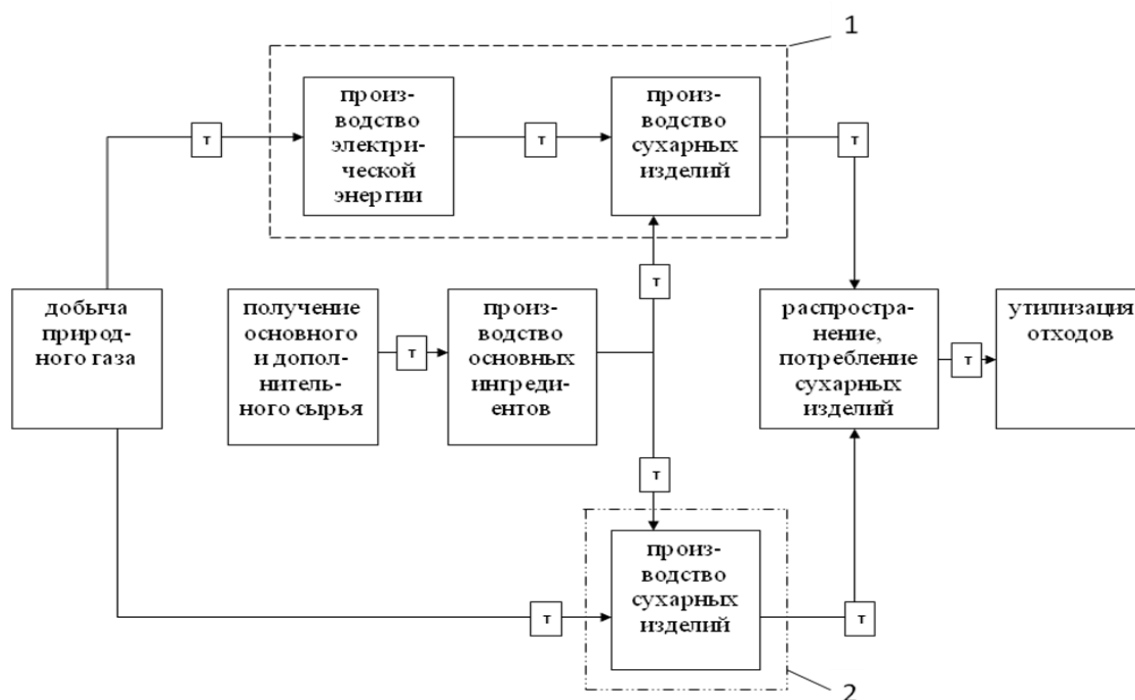 1
произ-
водство
электри-
ческой
энергии
произ-
водство
сухарных
изделий
т
т
т
т
добыча
природ-
ного газа
получение
основного
и дополн-
нитель-
ного сырья
т
произ-
водство
основных
ингреди-
ентов
распростра-
нение,
потребление
сухарных
изделий
т
утилизация
отходов
т
произ-
водство
сухарных
изделий
т
т
2